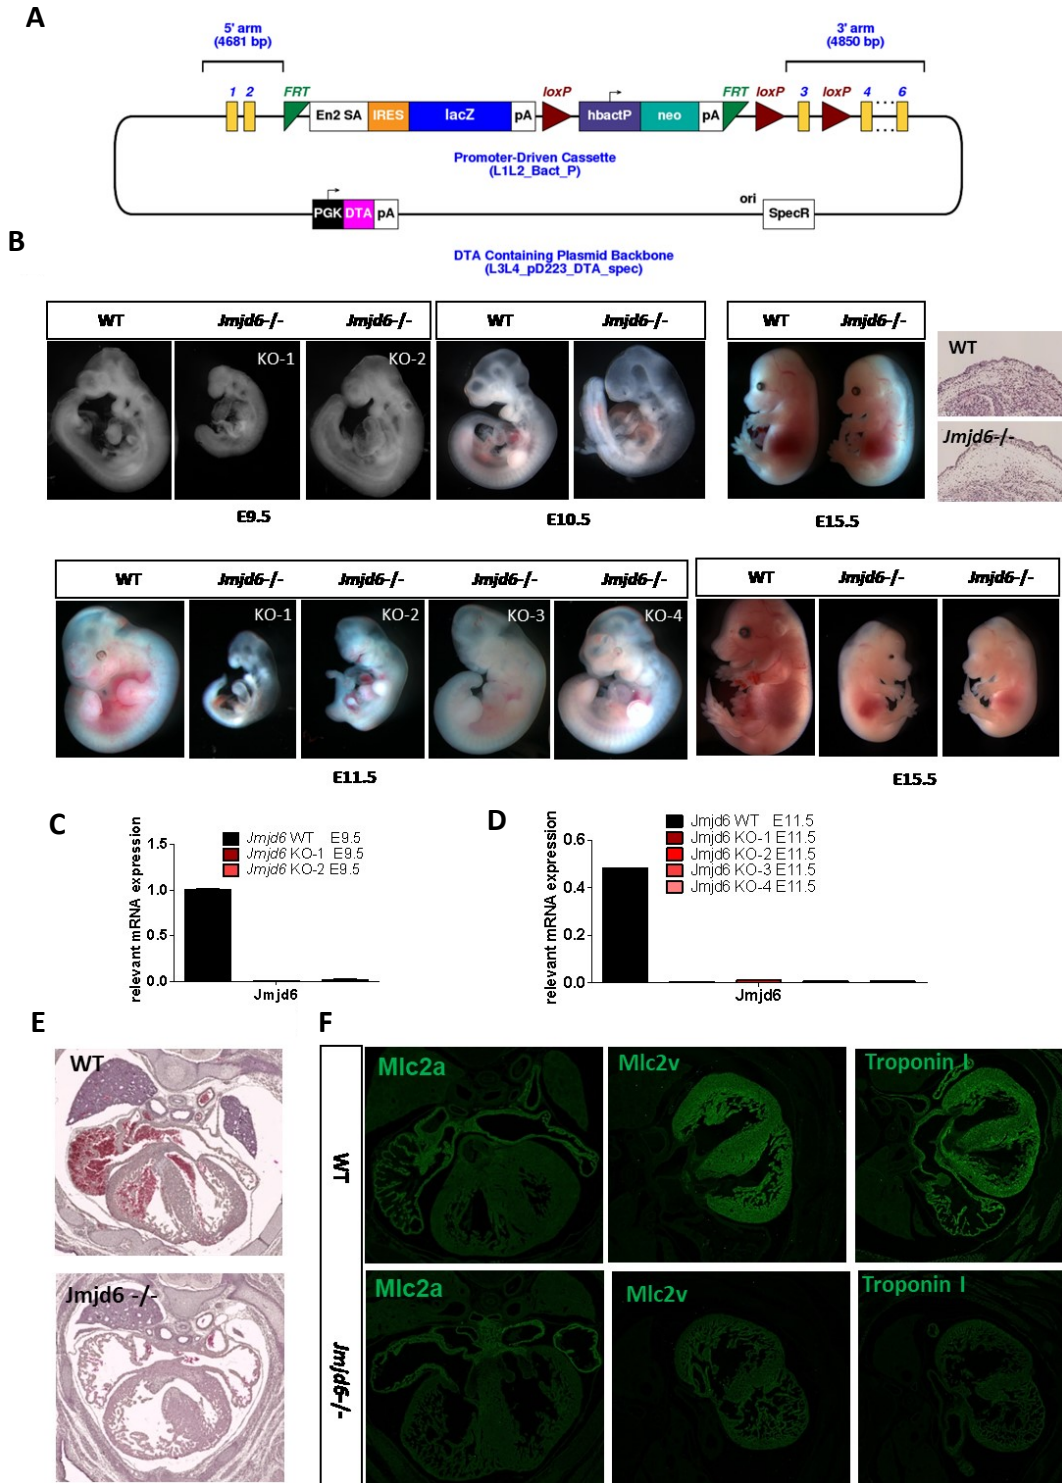 A
5' arm
(4681 bp)
3' arm
(4850 bp)
1 2 FRT loxP FRT loxP 3 loxP 4 6
En2 SA IRES lacZ pA hbactP neo pA
Promoter-Driven Cassette
(L1L2_Bact_P)
PGK DTA pA
ori
SpecR
DTA Containing Plasmid Backbone
(L3L4_pD223_DTA_spec)
B
WT Jmjd6-/- Jmjd6-/-
KO-1 KO-2
E9.5
WT Jmjd6-/-
E10.5
WT Jmjd6-/-
E15.5
WT
Jmjd6-/-
WT Jmjd6-/- Jmjd6-/- Jmjd6-/- Jmjd6-/-
KO-1 KO-2 KO-3 KO-4
E11.5
WT Jmjd6-/- Jmjd6-/-
E15.5
C
relevant mRNA expression
1.5
1.0
0.5
0.0
Jmjd6 WT E9.5
Jmjd6 KO-1 E9.5
Jmjd6 KO-2 E9.5
Jmjd6
D
relevant mRNA expression
0.6
0.4
0.2
0.0
Jmjd6 WT E11.5
Jmjd6 KO-1 E11.5
Jmjd6 KO-2 E11.5
Jmjd6 KO-3 E11.5
Jmjd6 KO-4 E11.5
Jmjd6
E
WT
Jmjd6 -/-
F
WT
Mlc2a
Mlc2v
Troponin I
Jmjd6-/-
Mlc2a
Mlc2v
Troponin I